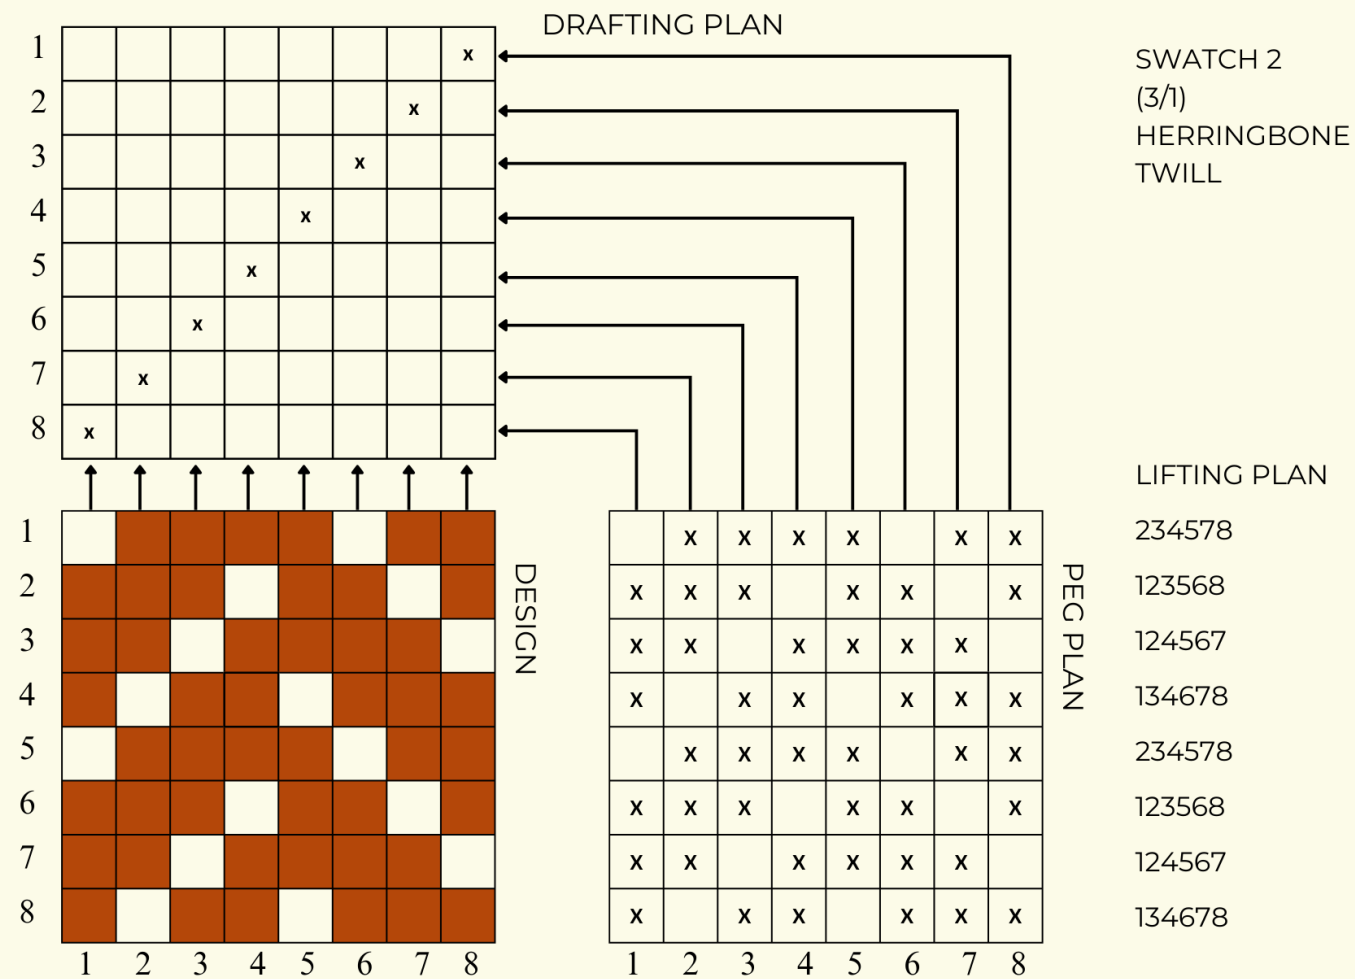 DRAFTING PLAN
1 x
2 x
3 x
4 x
5 x
6 x
7 x
8 x
SWATCH 2
(3/1)
HERRINGBONE
TWILL
1
2
3
4
5
6
7
8
1 2 3 4 5 6 7 8
DESIGN
x x x x x x
x x x x x x
x x x x x x
x x x x x x
x x x x x x
x x x x x x
x x x x x x
x x x x x x
1 2 3 4 5 6 7 8
PEG PLAN
LIFTING PLAN
234578
123568
124567
134678
234578
123568
124567
134678